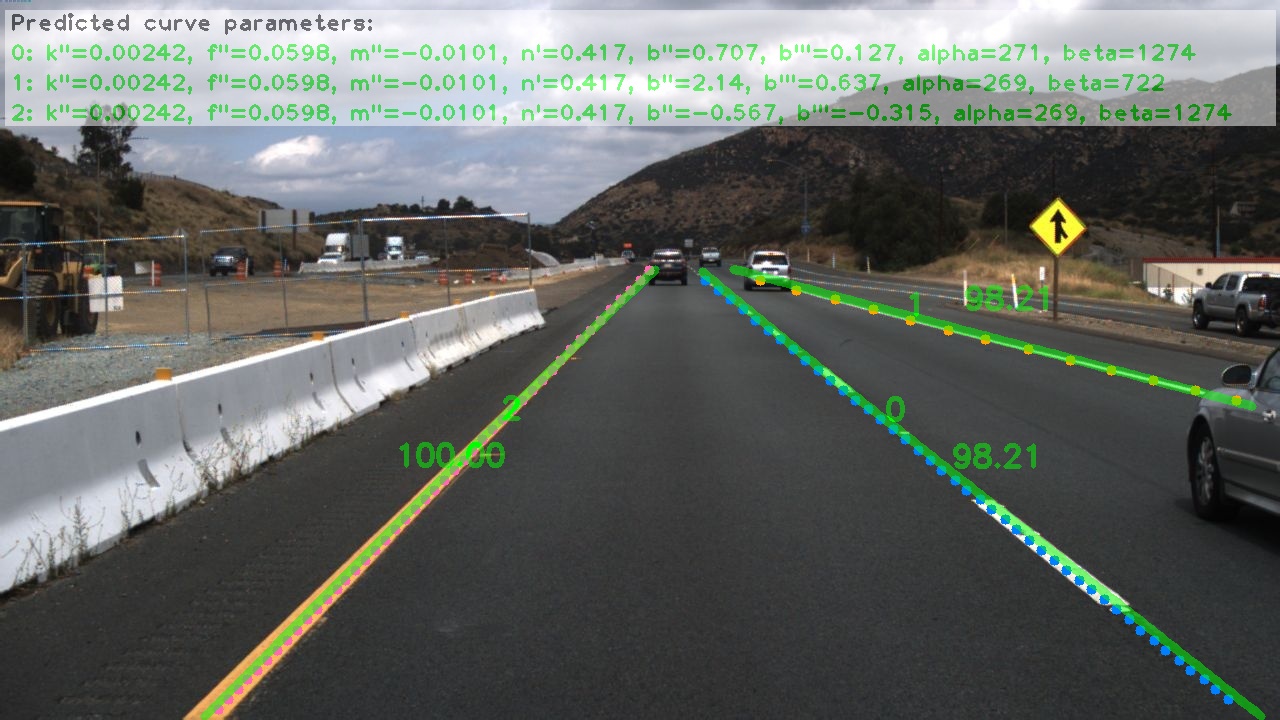 Predicted curve parameters:
0: k''=0.00242, f''=0.0598, m''=-0.0101, n'=0.417, b''=0.707, b'''=0.127, alpha=271, beta=1274
1: k''=0.00242, f''=0.0598, m''=-0.0101, n'=0.417, b''=2.14, b'''=0.637, alpha=269, beta=722
2: k''=0.00242, f''=0.0598, m''=-0.0101, n'=0.417, b''=-0.567, b'''=-0.315, alpha=269, beta=1274
1 98.21
2 0
100.00 98.21